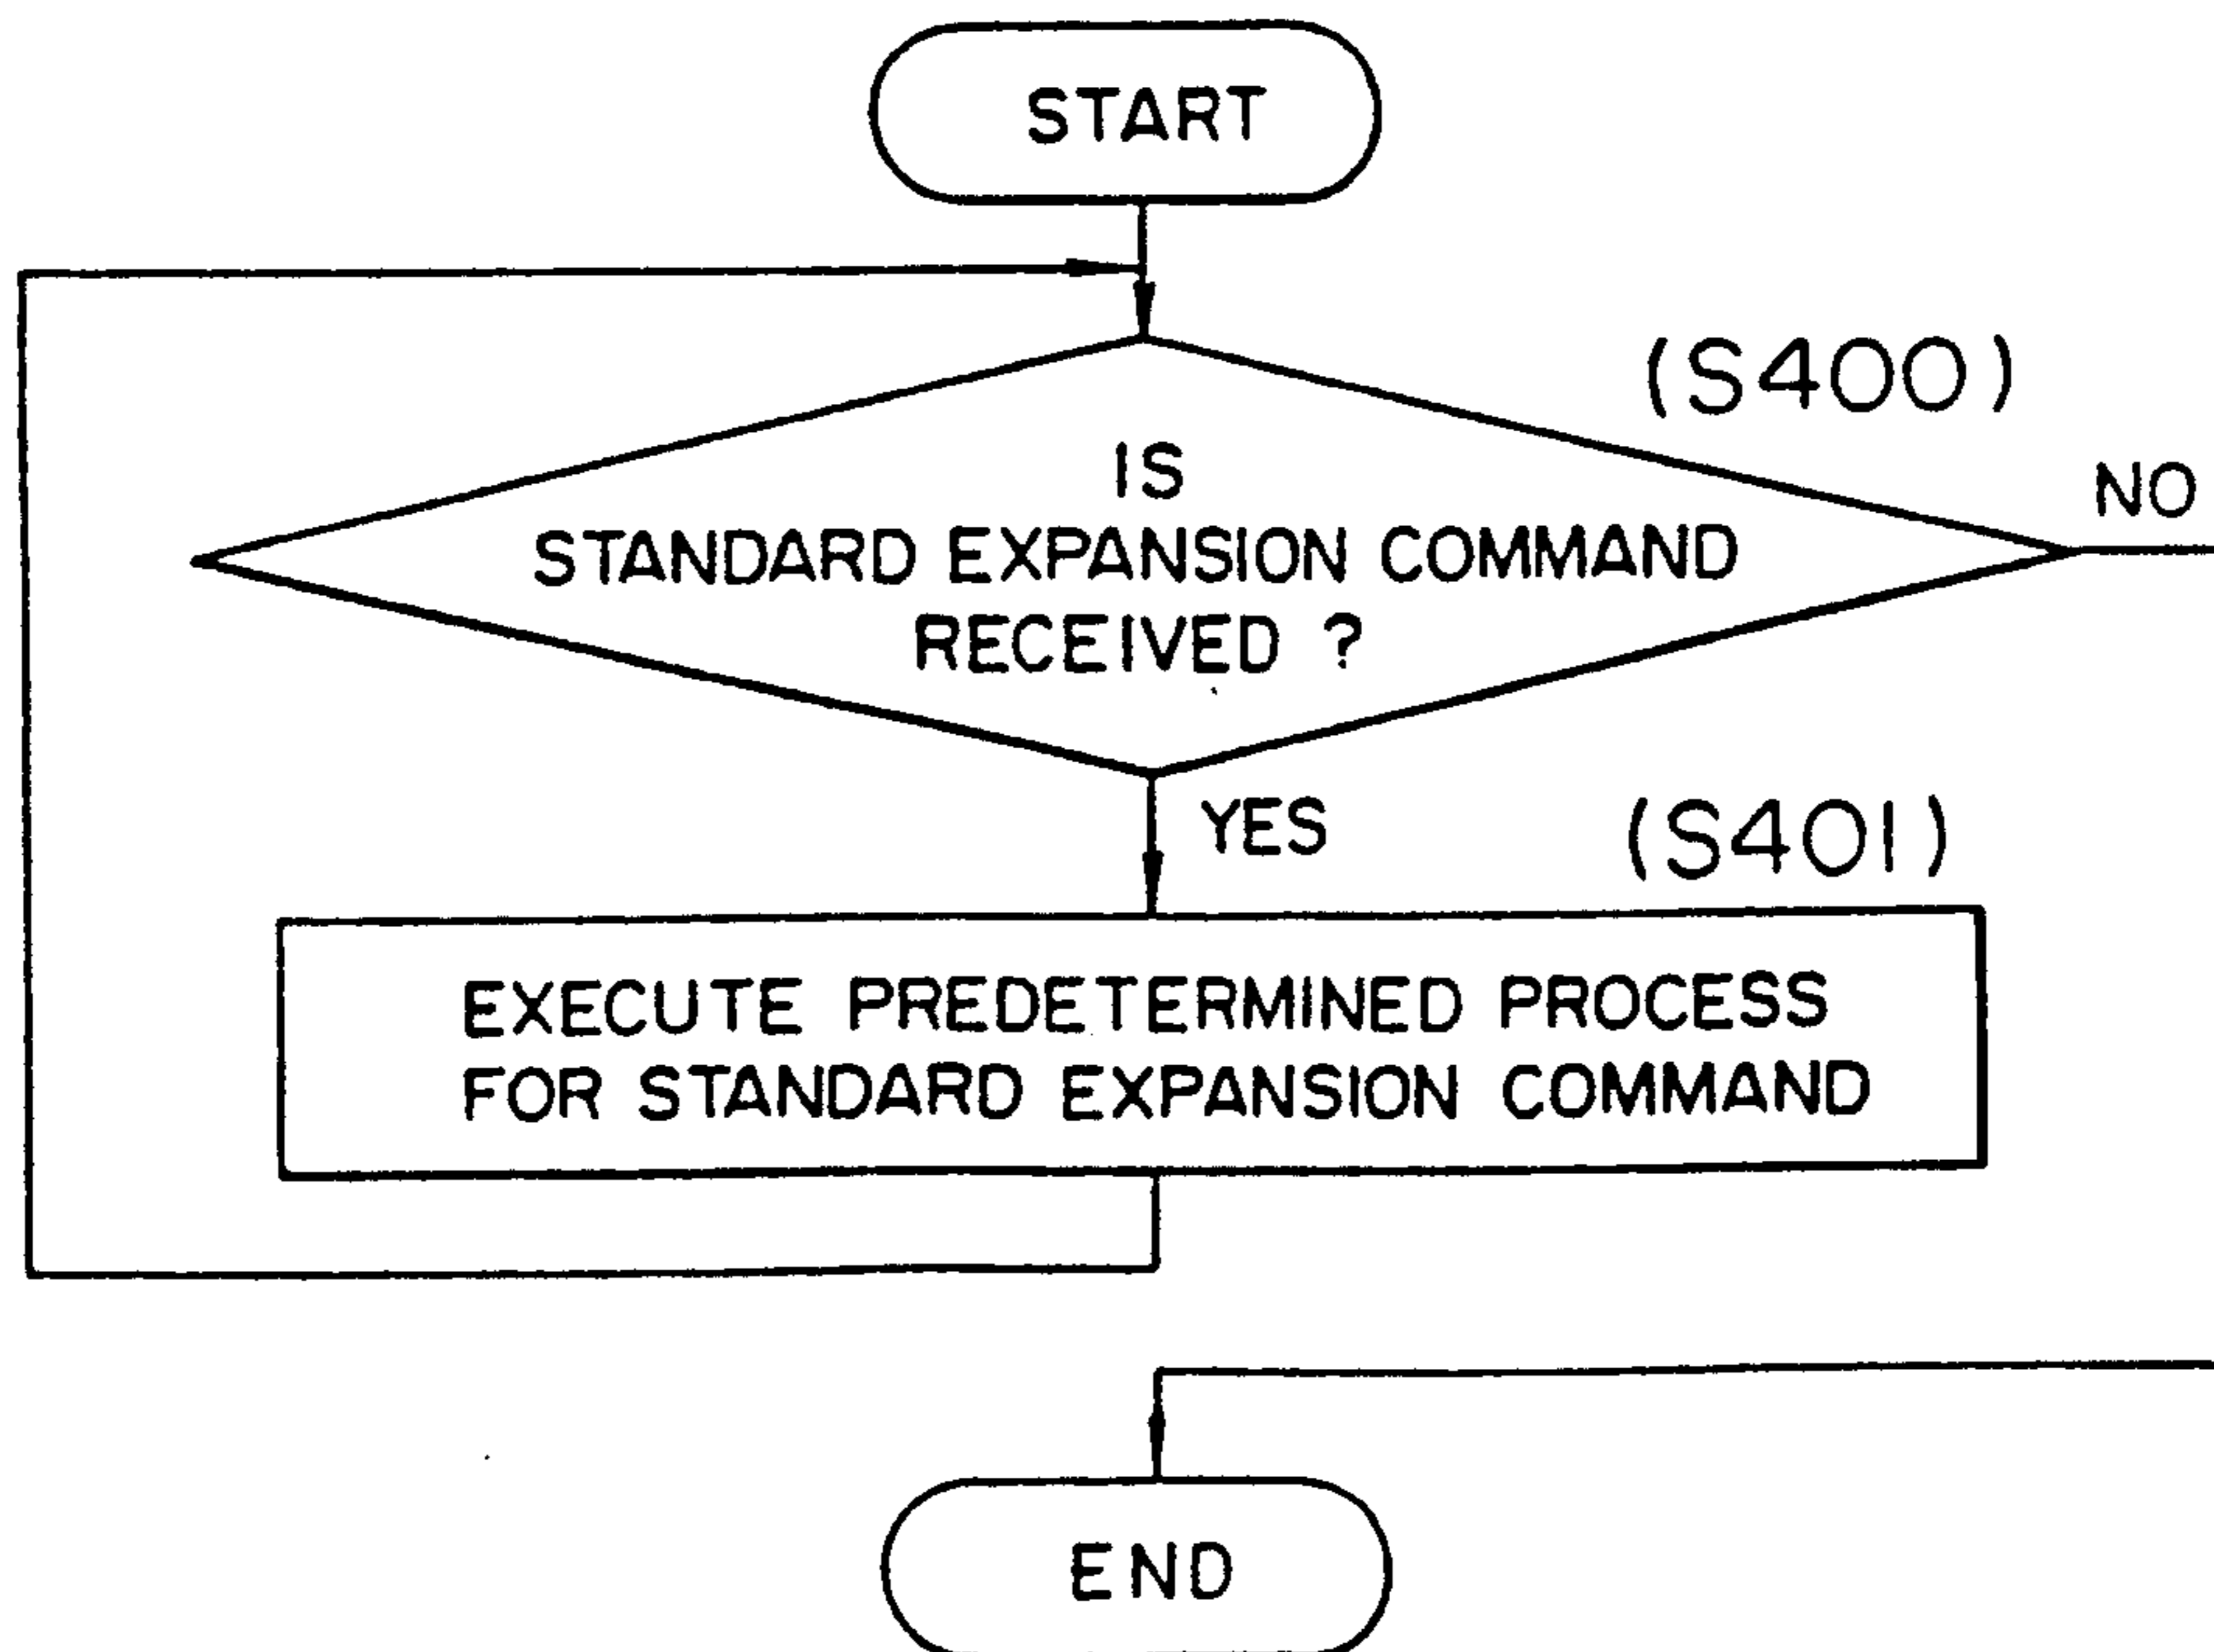 START
(S400)
IS
STANDARD EXPANSION COMMAND
RECEIVED ?
NO
YES
(S401)
EXECUTE PREDETERMINED PROCESS
FOR STANDARD EXPANSION COMMAND
END